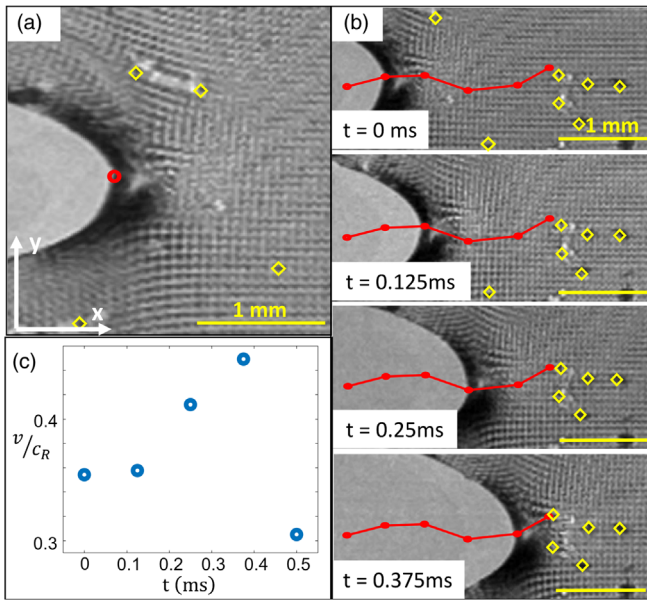 (a)
y
x
1 mm
(b)
t = 0 ms
1 mm
t = 0.125ms
t = 0.25ms
t = 0.375ms
(c)
0.4
v/c_R
0.3
0 0.1 0.2 0.3 0.4 0.5
t (ms)